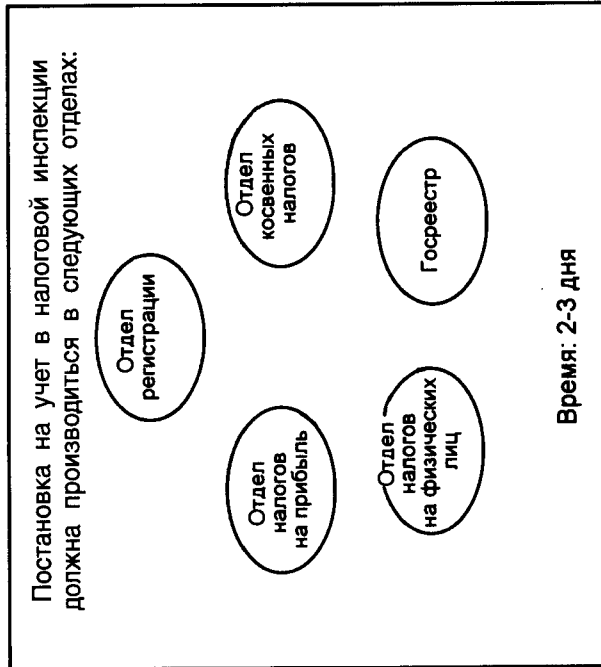 Постановка на учет в налоговой инспекции
должна производиться в следующих отделах:
Отдел
регистрации
Отдел
налогов
на прибыль
Отдел
косвенных
налогов
Отдел
налогов
на физических
лиц
Госреестр
Время: 2-3 дня